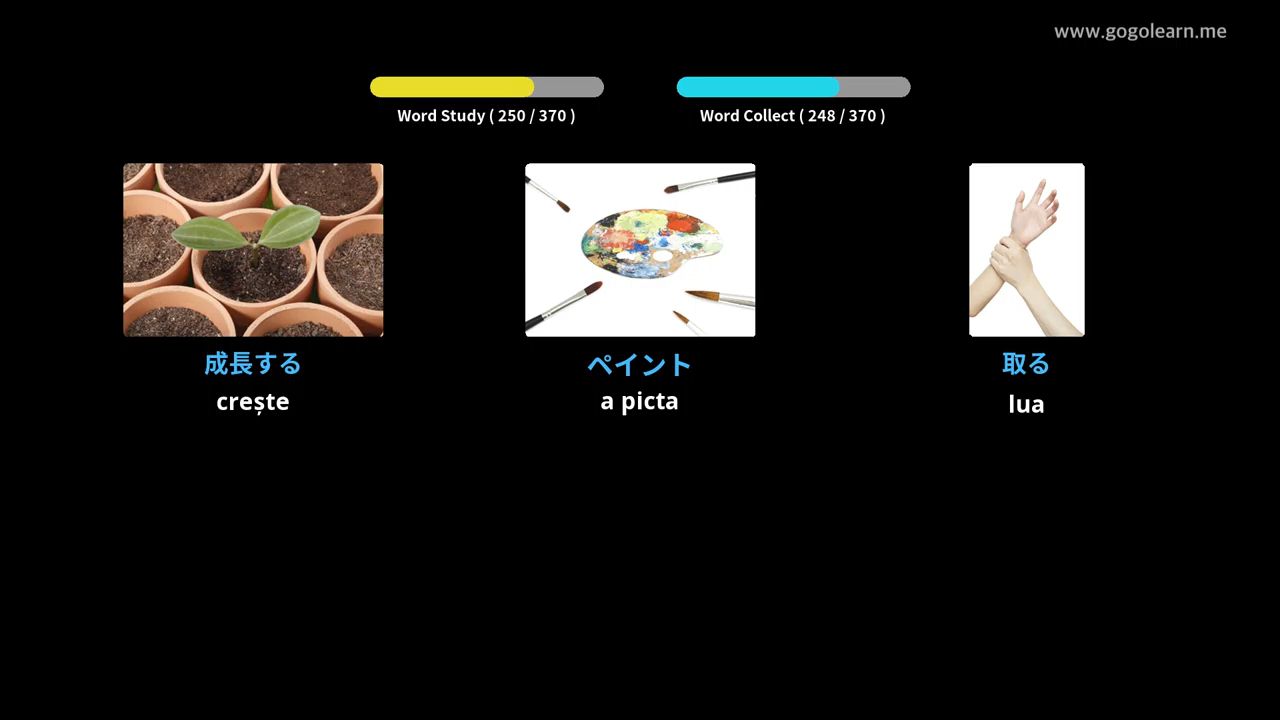 www.gogolearn.me
Word Study ( 250 / 370 )
Word Collect ( 248 / 370 )
成長する
crește
ペイント
a picta
取る
lua